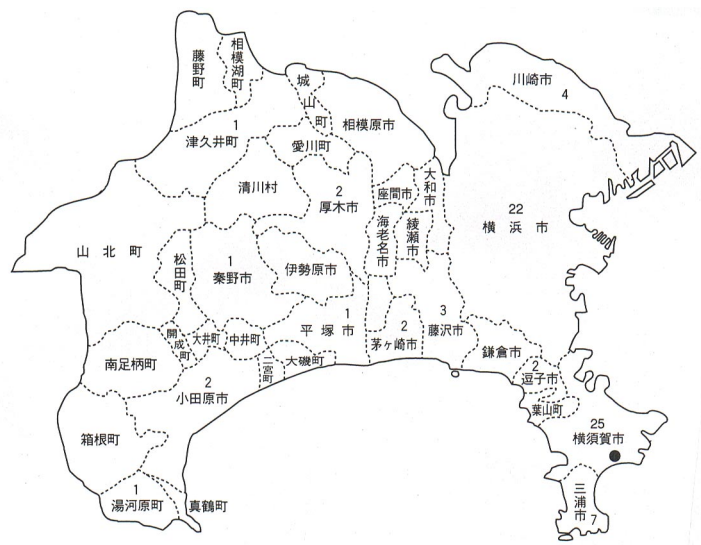 藤野町
相模湖町
城山町
川崎市
4
相模原市
1
津久井町
愛川町
清川村
2
厚木市
座間市
大和市
海老名市
綾瀬市
22
横浜市
山北町
松田町
1
秦野市
伊勢原市
1
平塚市
2
茅ヶ崎市
3
藤沢市
鎌倉市
開成町
大井町
中井町
二宮町
大磯町
南足柄町
2
小田原市
2
逗子市
葉山町
箱根町
25
横須賀市
1
湯河原町
真鶴町
三浦市
7